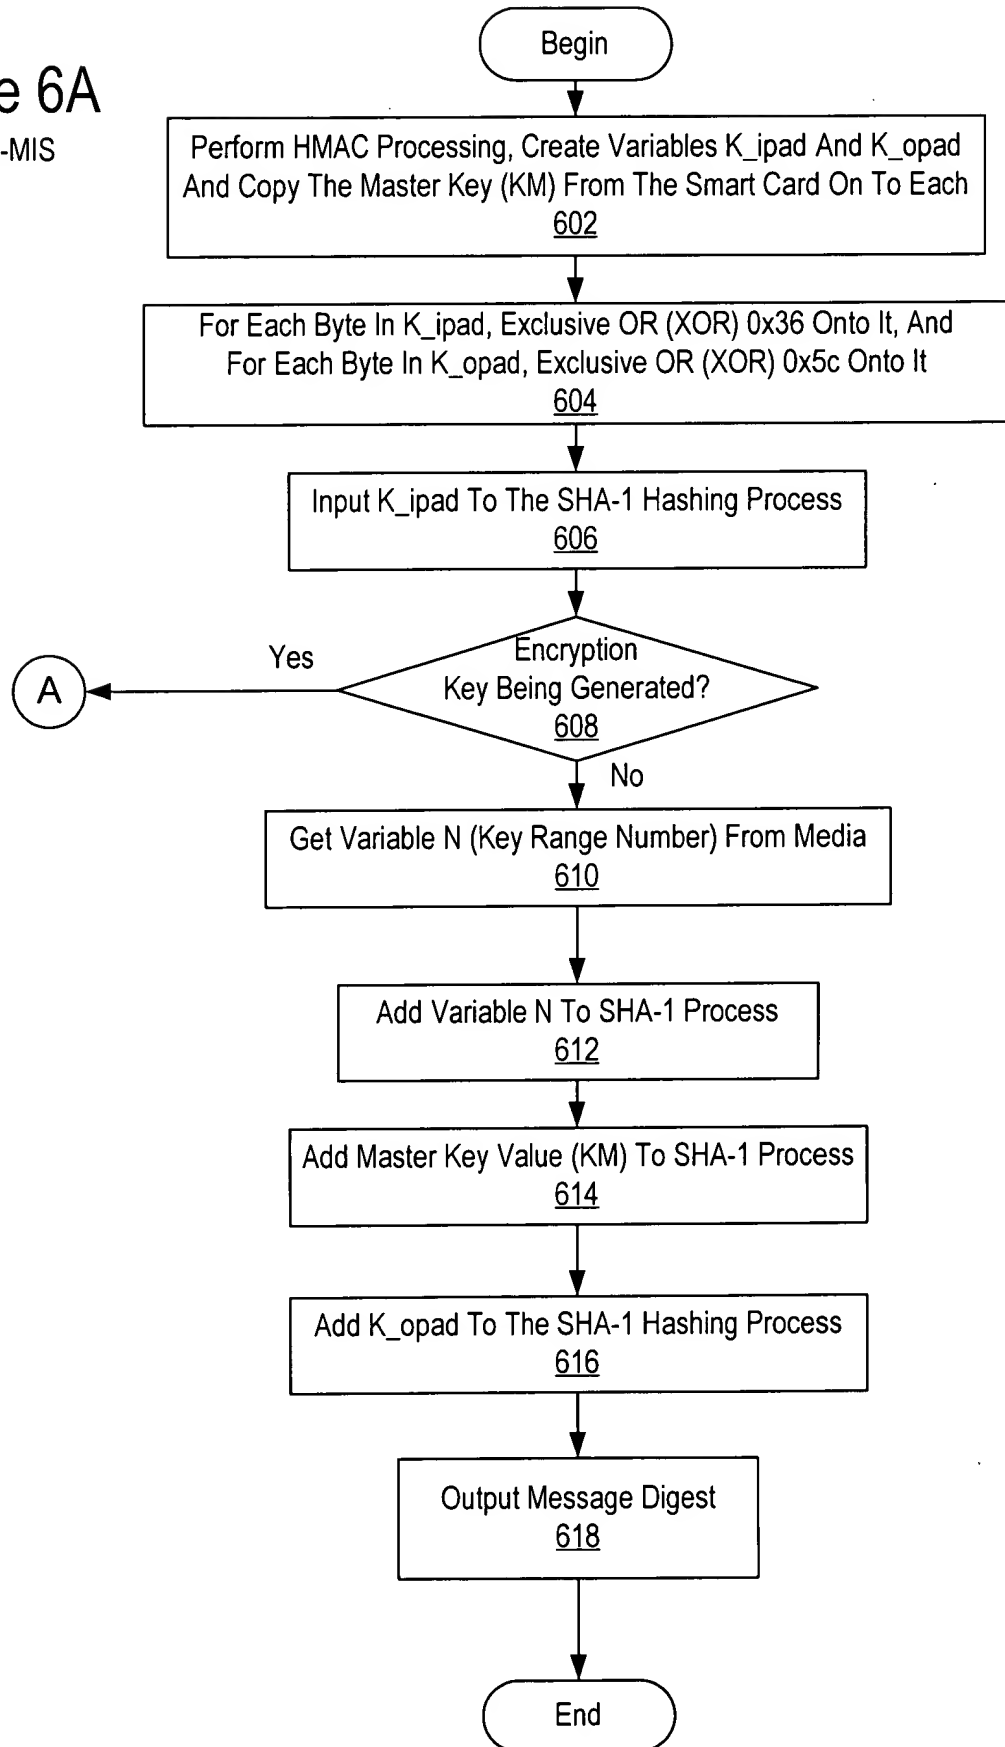 Begin
e 6A
-MIS
Perform HMAC Processing, Create Variables K_ipad And K_opad
And Copy The Master Key (KM) From The Smart Card On To Each
602
For Each Byte In K_ipad, Exclusive OR (XOR) 0x36 Onto It, And
For Each Byte In K_opad, Exclusive OR (XOR) 0x5c Onto It
604
Input K_ipad To The SHA-1 Hashing Process
606
Yes
Encryption
Key Being Generated?
608
A
No
Get Variable N (Key Range Number) From Media
610
Add Variable N To SHA-1 Process
612
Add Master Key Value (KM) To SHA-1 Process
614
Add K_opad To The SHA-1 Hashing Process
616
Output Message Digest
618
End